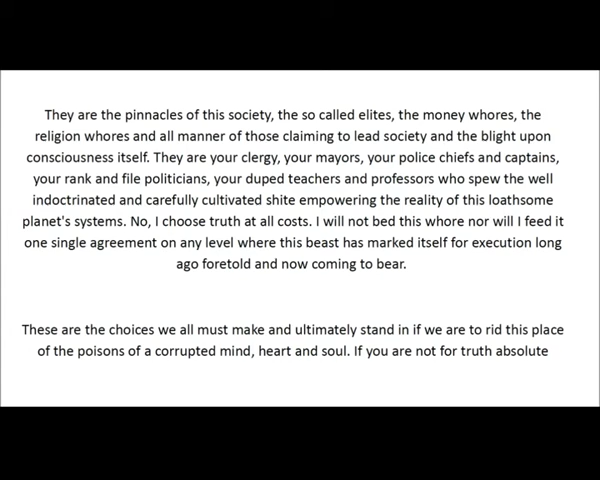 They are the pinnacles of this society, the so called elites, the money whores, the
religion whores and all manner of those claiming to lead society and the blight upon
consciousness itself. They are your clergy, your mayors, your police chiefs and captains,
your rank and file politicians, your duped teachers and professors who spew the well
indoctrinated and carefully cultivated shite empowering the reality of this loathsome
planet's systems. No, I choose truth at all costs. I will not bed this whore nor will I feed it
one single agreement on any level where this beast has marked itself for execution long
ago foretold and now coming to bear.
These are the choices we all must make and ultimately stand in if we are to rid this place
of the poisons of a corrupted mind, heart and soul. If you are not for truth absolute